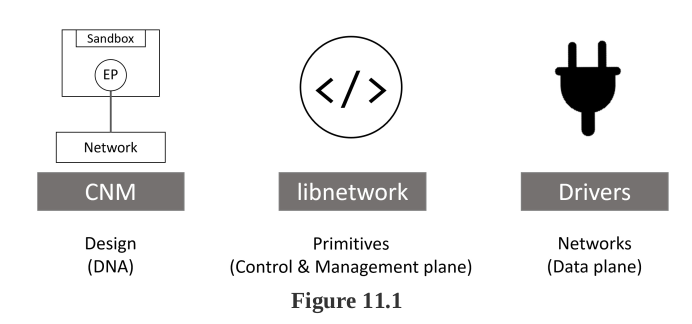 Sandbox
EP
Network
</>
CNM
libnetwork
Drivers
Design
(DNA)
Primitives
(Control & Management plane)
Networks
(Data plane)
Figure 11.1